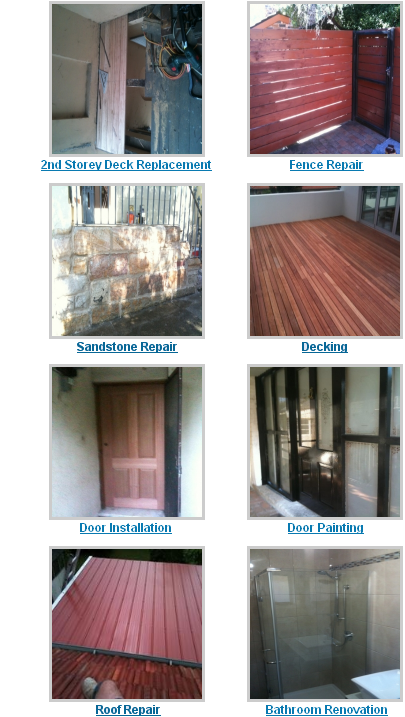 2nd Storey Deck Replacement
Fence Repair
Sandstone Repair
Decking
Door Installation
Door Painting
Roof Repair
Bathroom Renovation